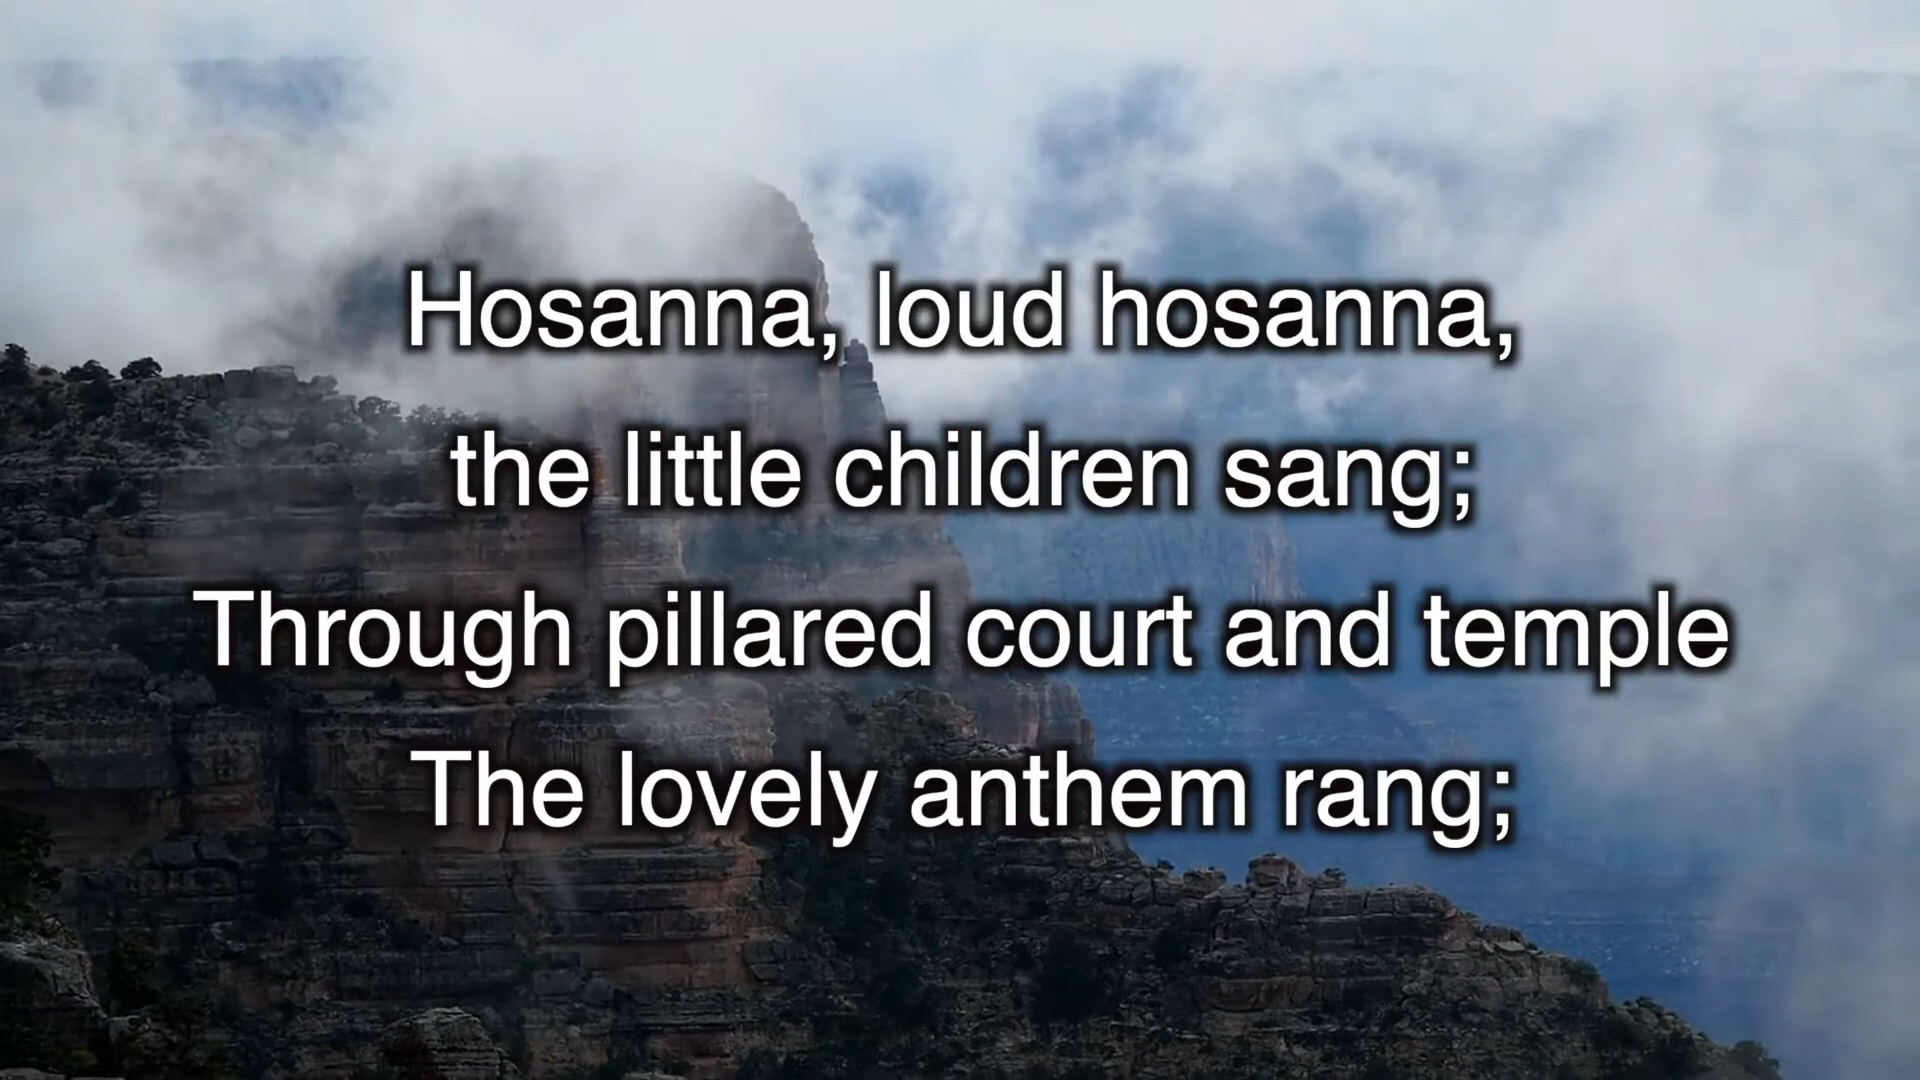 Hosanna, loud hosanna,
the little children sang;
Through pillared court and temple
The lovely anthem rang;